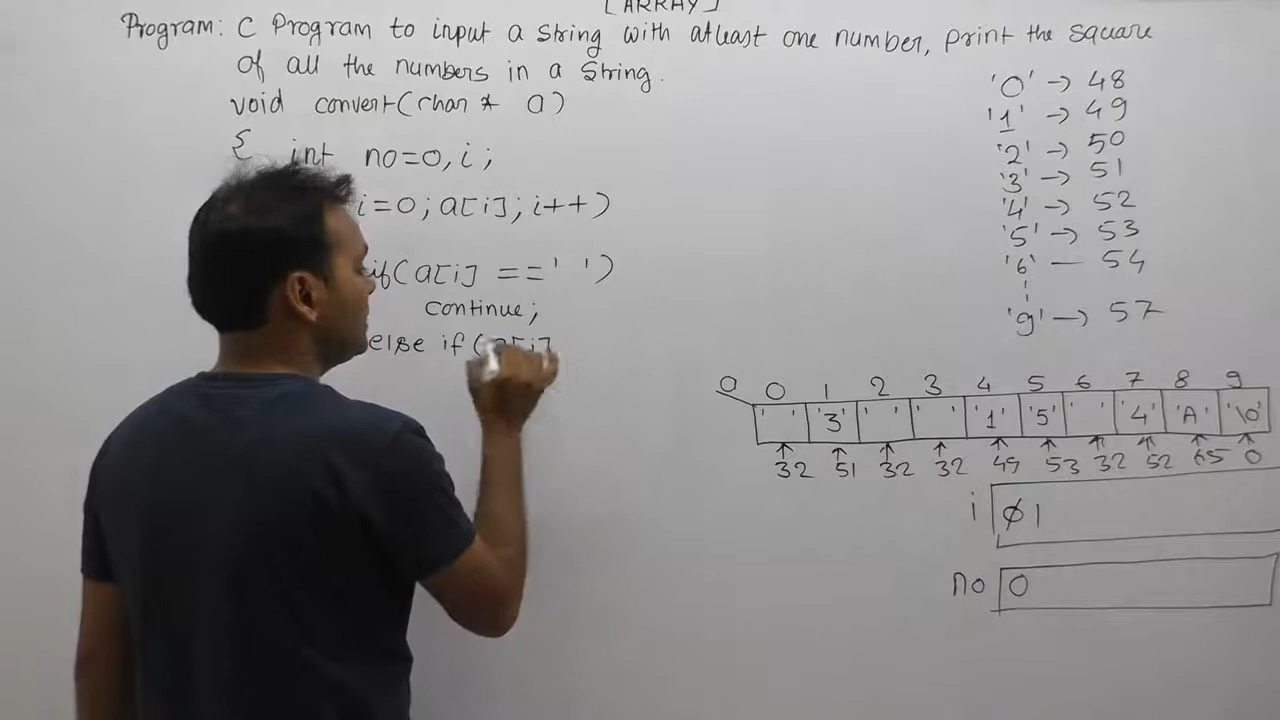 [ARRAY]
Program: C Program to input a string with atleast one number, print the square
of all the numbers in a string.
void convert(char * a)
{ int no=0,i;
i=0;a[i];i++)
if(a[i] ==' ')
continue;
else if(a[i]
'0' -> 48
'1' -> 49
'2' -> 50
'3' -> 51
'4' -> 52
'5' -> 53
'6' — 54
'9' -> 57
a 0 1 2 3 4 5 6 7 8 9
' ' '3' ' ' ' ' '1' '5' ' ' '4' 'A' '\0'
32 51 32 32 49 53 32 52 65 0
i 0 1
no 0